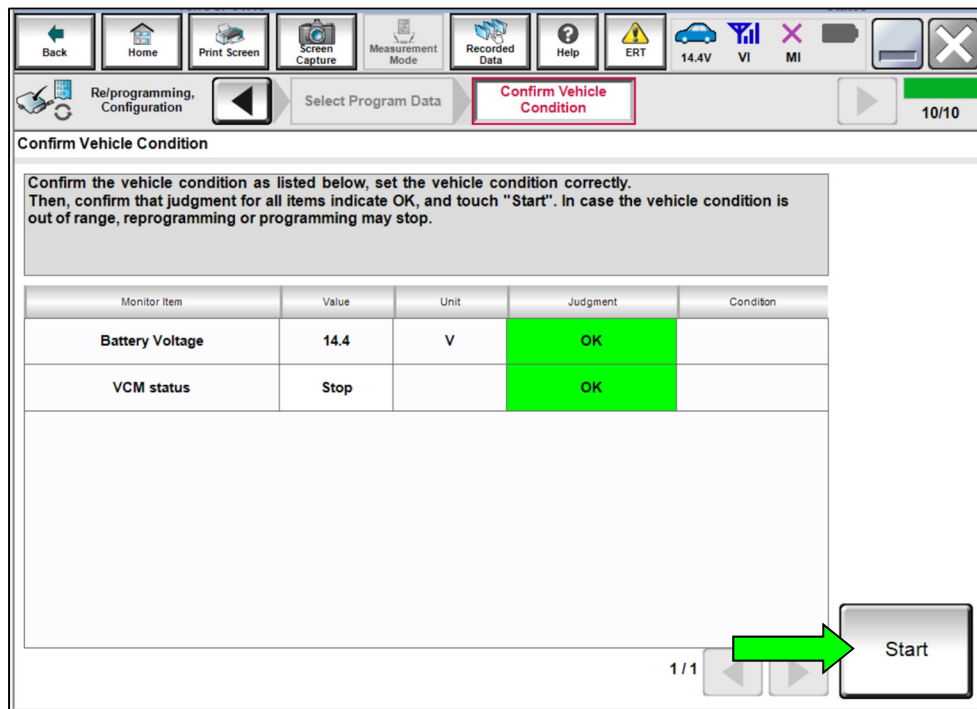 Back
Home
Print Screen
Screen
Capture
Measurement
Mode
Recorded
Data
Help
ERT
14.4V
VI
MI
Re/programming,
Configuration
Select Program Data
Confirm Vehicle
Condition
10/10
Confirm Vehicle Condition
Confirm the vehicle condition as listed below, set the vehicle condition correctly.
Then, confirm that judgment for all items indicate OK, and touch "Start". In case the vehicle condition is
out of range, reprogramming or programming may stop.
Monitor Item Value Unit Judgment Condition
Battery Voltage 14.4 V OK
VCM status Stop OK
1/1
Start